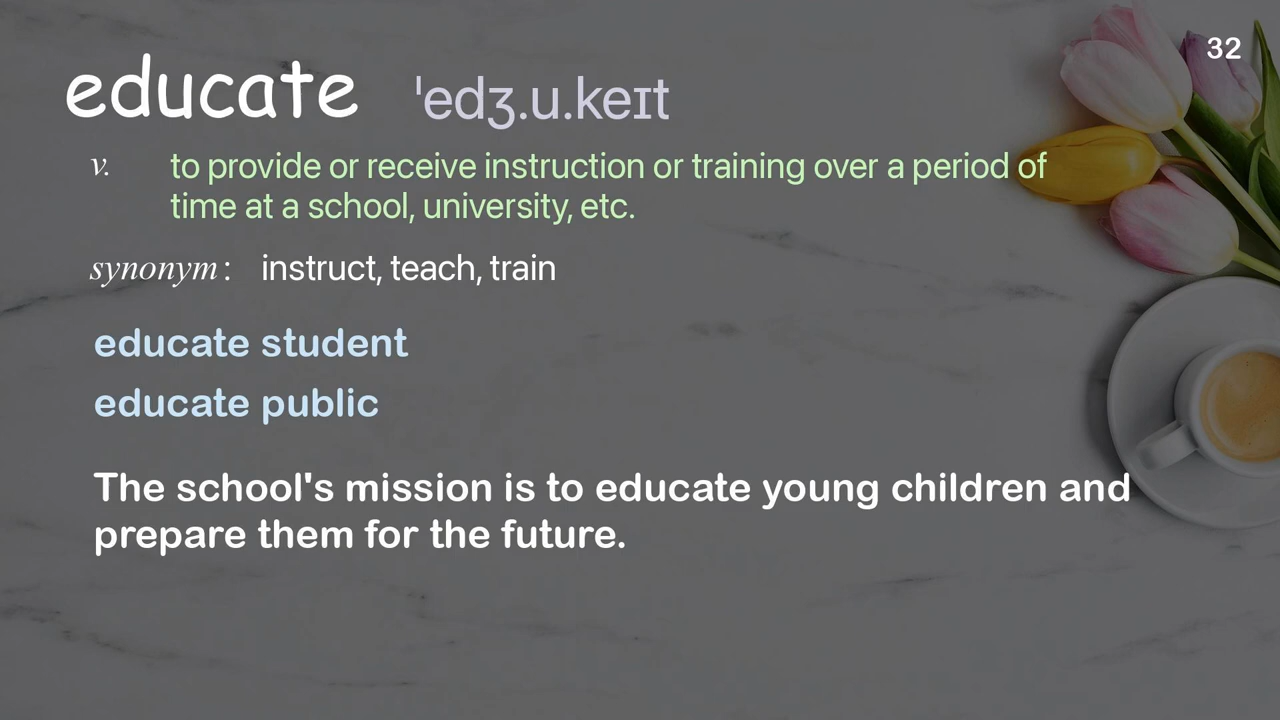 32
educate ˈedʒ.u.keɪt
v. to provide or receive instruction or training over a period of
time at a school, university, etc.
synonym: instruct, teach, train
educate student
educate public
The school's mission is to educate young children and
prepare them for the future.